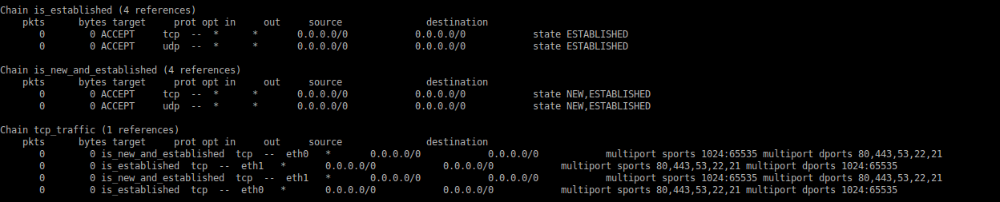 Chain is_established (4 references)
    pkts      bytes target     prot opt in     out     source               destination
       0        0 ACCEPT     tcp  --  *      *       0.0.0.0/0            0.0.0.0/0            state ESTABLISHED
       0        0 ACCEPT     udp  --  *      *       0.0.0.0/0            0.0.0.0/0            state ESTABLISHED

Chain is_new_and_established (4 references)
    pkts      bytes target     prot opt in     out     source               destination
       0        0 ACCEPT     tcp  --  *      *       0.0.0.0/0            0.0.0.0/0            state NEW,ESTABLISHED
       0        0 ACCEPT     udp  --  *      *       0.0.0.0/0            0.0.0.0/0            state NEW,ESTABLISHED

Chain tcp_traffic (1 references)
    pkts      bytes target     prot opt in     out     source               destination
       0        0 is_new_and_established  tcp  --  eth0   *       0.0.0.0/0            0.0.0.0/0            multiport sports 1024:65535 multiport dports 80,443,53,22,21
       0        0 is_established  tcp  --  eth1   *       0.0.0.0/0            0.0.0.0/0            multiport sports 80,443,53,22,21 multiport dports 1024:65535
       0        0 is_new_and_established  tcp  --  eth1   *       0.0.0.0/0            0.0.0.0/0            multiport sports 1024:65535 multiport dports 80,443,53,22,21
       0        0 is_established  tcp  --  eth0   *       0.0.0.0/0            0.0.0.0/0            multiport sports 80,443,53,22,21 multiport dports 1024:65535